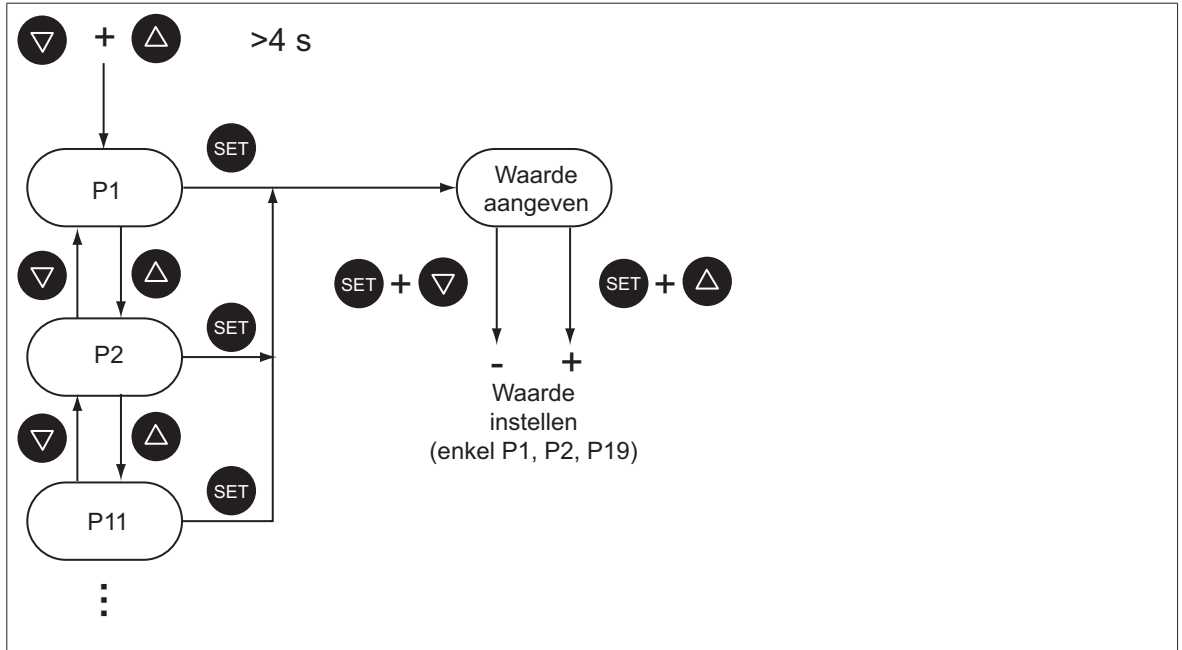 + >4 s
SET
P1
Waarde
aangeven
SET + SET +
SET
P2
- +
Waarde
instellen
(enkel P1, P2, P19)
SET
P11
⋮